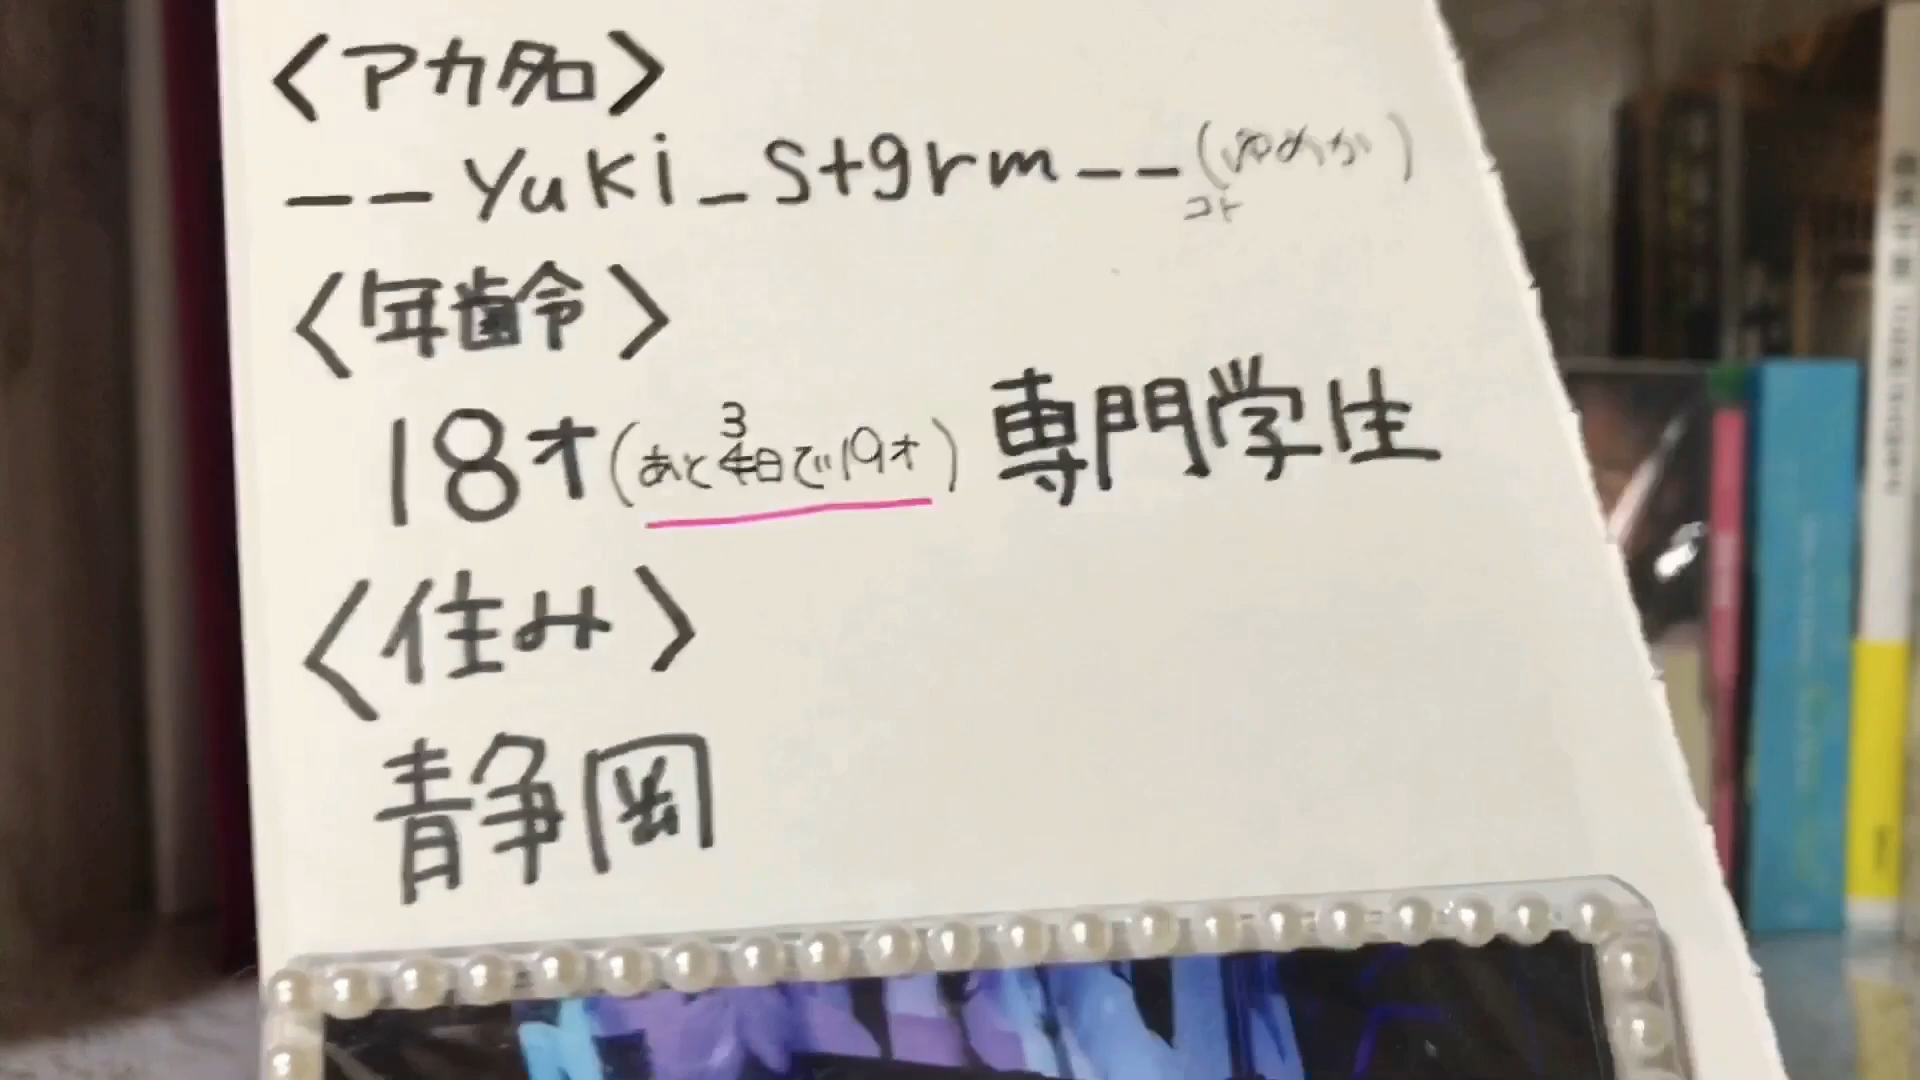 〈アカ名〉
__yuki_stgrm__(ゆめか)
コト
〈年齢〉
18才(あと3日で19才) 専門学生
〈住み〉
静岡